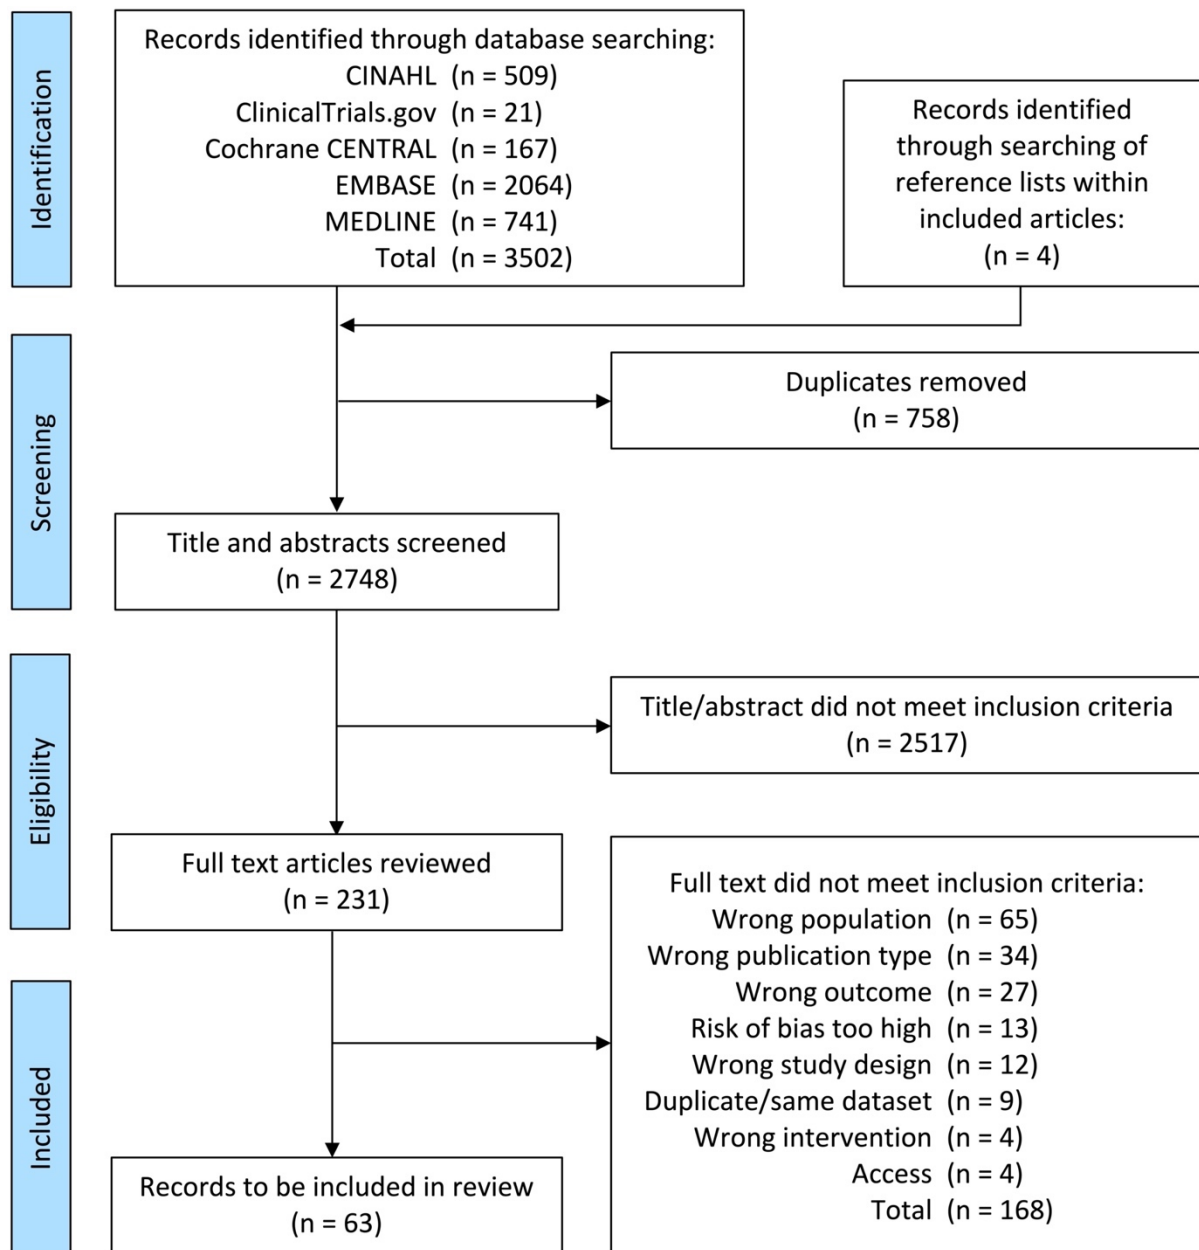 Identification
Records identified through database searching:
CINAHL (n = 509)
ClinicalTrials.gov (n = 21)
Cochrane CENTRAL (n = 167)
EMBASE (n = 2064)
MEDLINE (n = 741)
Total (n = 3502)
Records identified
through searching of
reference lists within
included articles:
(n = 4)
Screening
Duplicates removed
(n = 758)
Title and abstracts screened
(n = 2748)
Eligibility
Title/abstract did not meet inclusion criteria
(n = 2517)
Full text articles reviewed
(n = 231)
Full text did not meet inclusion criteria:
Wrong population (n = 65)
Wrong publication type (n = 34)
Wrong outcome (n = 27)
Risk of bias too high (n = 13)
Wrong study design (n = 12)
Duplicate/same dataset (n = 9)
Wrong intervention (n = 4)
Access (n = 4)
Total (n = 168)
Included
Records to be included in review
(n = 63)